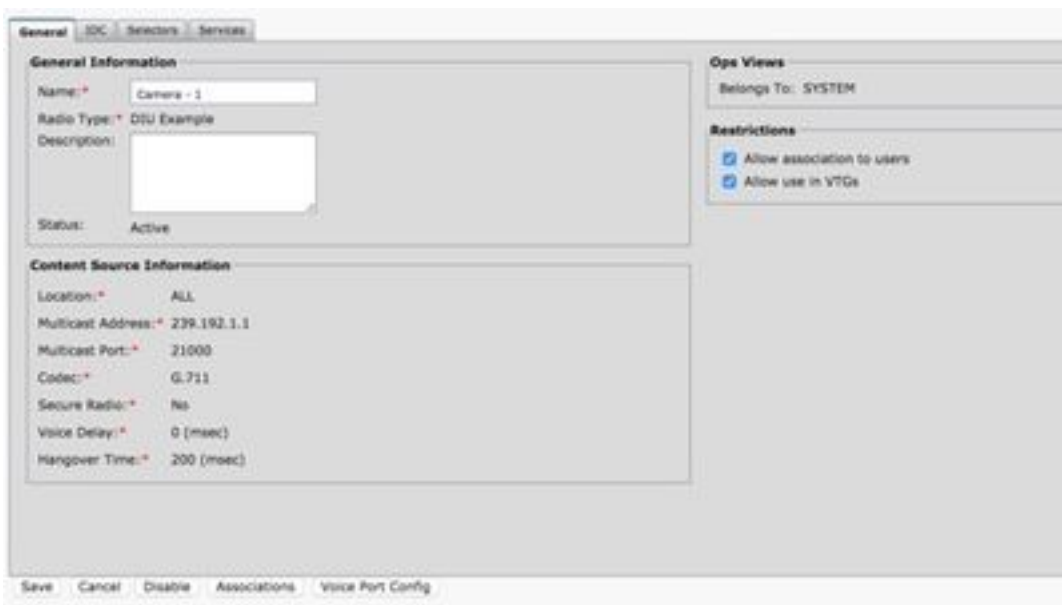 General IDC Selectors Services
General Information
Name:* Camera - 1
Radio Type:* DIU Example
Description:
Status: Active
Content Source Information
Location:* ALL
Multicast Address:* 239.192.1.1
Multicast Port:* 21000
Codec:* G.711
Secure Radio:* No
Voice Delay:* 0 (msec)
Hangover Time:* 200 (msec)
Ops Views
Belongs To: SYSTEM
Restrictions
Allow association to users
Allow use in VTGs
Save Cancel Disable Associations Voice Port Config